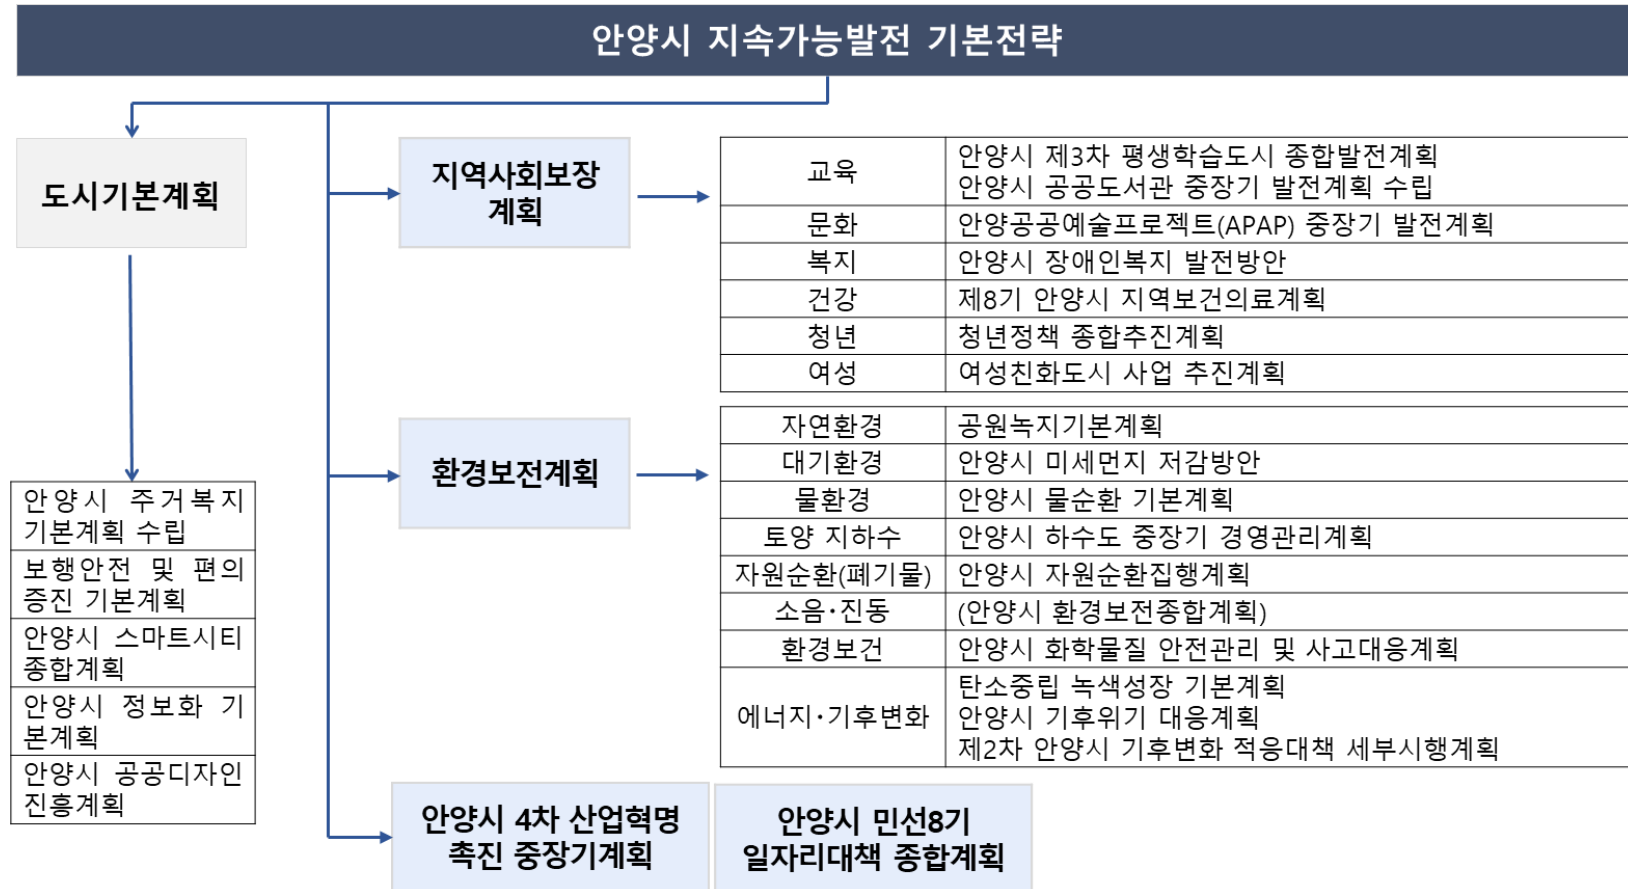 안양시 지속가능발전 기본전략
도시기본계획
안양시 주거복지
기본계획 수립
보행안전 및 편의
증진 기본계획
안양시 스마트시티
종합계획
안양시 정보화 기
본계획
안양시 공공디자인
진흥계획
지역사회보장
계획
교육
안양시 제3차 평생학습도시 종합발전계획
안양시 공공도서관 중장기 발전계획 수립
문화
안양공공예술프로젝트(APAP) 중장기 발전계획
복지
안양시 장애인복지 발전방안
건강
제8기 안양시 지역보건의료계획
청년
청년정책 종합추진계획
여성
여성친화도시 사업 추진계획
환경보전계획
자연환경
공원녹지기본계획
대기환경
안양시 미세먼지 저감방안
물환경
안양시 물순환 기본계획
토양 지하수
안양시 하수도 중장기 경영관리계획
자원순환(폐기물)
안양시 자원순환집행계획
소음·진동
(안양시 환경보전종합계획)
환경보건
안양시 화학물질 안전관리 및 사고대응계획
에너지·기후변화
탄소중립 녹색성장 기본계획
안양시 기후위기 대응계획
제2차 안양시 기후변화 적응대책 세부시행계획
안양시 4차 산업혁명
촉진 중장기계획
안양시 민선8기
일자리대책 종합계획